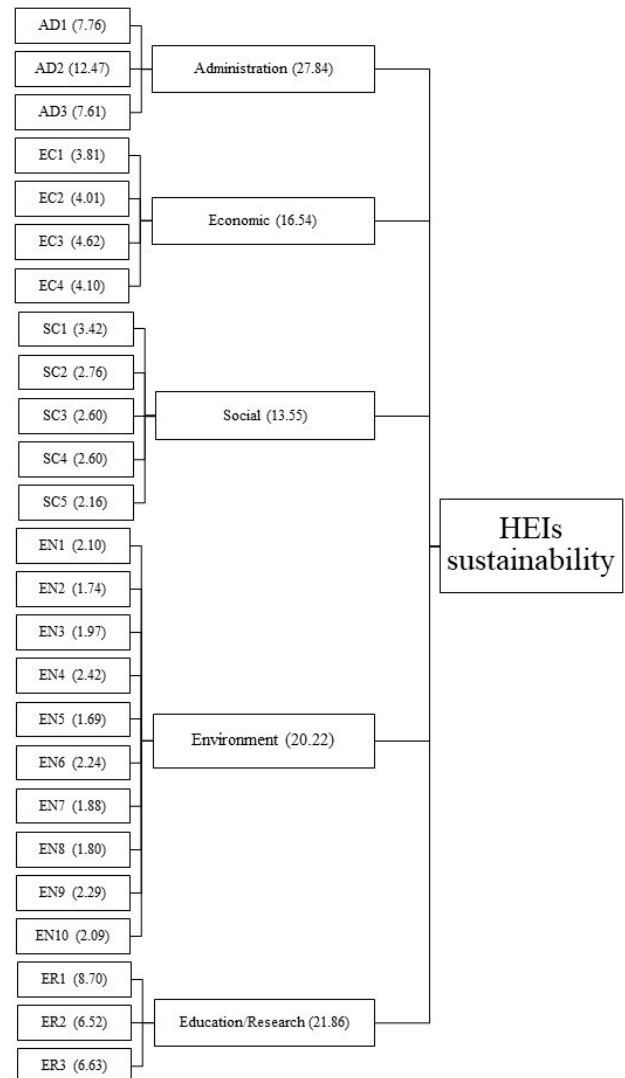 AD1 (7.76)
AD2 (12.47)
AD3 (7.61)
Administration (27.84)
EC1 (3.81)
EC2 (4.01)
EC3 (4.62)
EC4 (4.10)
Economic (16.54)
SC1 (3.42)
SC2 (2.76)
SC3 (2.60)
SC4 (2.60)
SC5 (2.16)
Social (13.55)
EN1 (2.10)
EN2 (1.74)
EN3 (1.97)
EN4 (2.42)
EN5 (1.69)
EN6 (2.24)
EN7 (1.88)
EN8 (1.80)
EN9 (2.29)
EN10 (2.09)
Environment (20.22)
ER1 (8.70)
ER2 (6.52)
ER3 (6.63)
Education/Research (21.86)
HEIs
sustainability